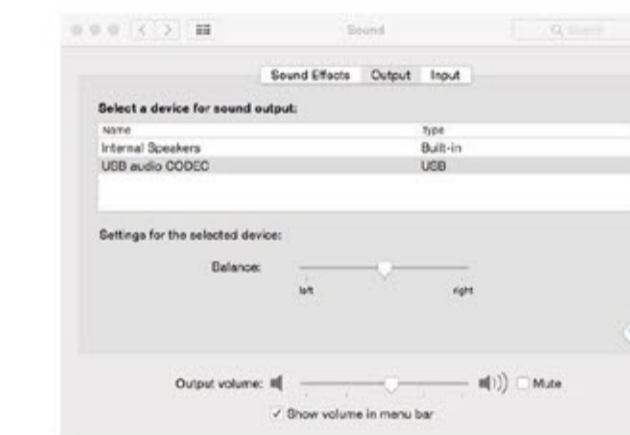 Sound
Search
Sound Effects Output Input
Select a device for sound output:
Name Type
Internal Speakers Built-in
USB audio CODEC USB
Settings for the selected device:
Balance:
left right
Output volume: Mute
Show volume in menu bar